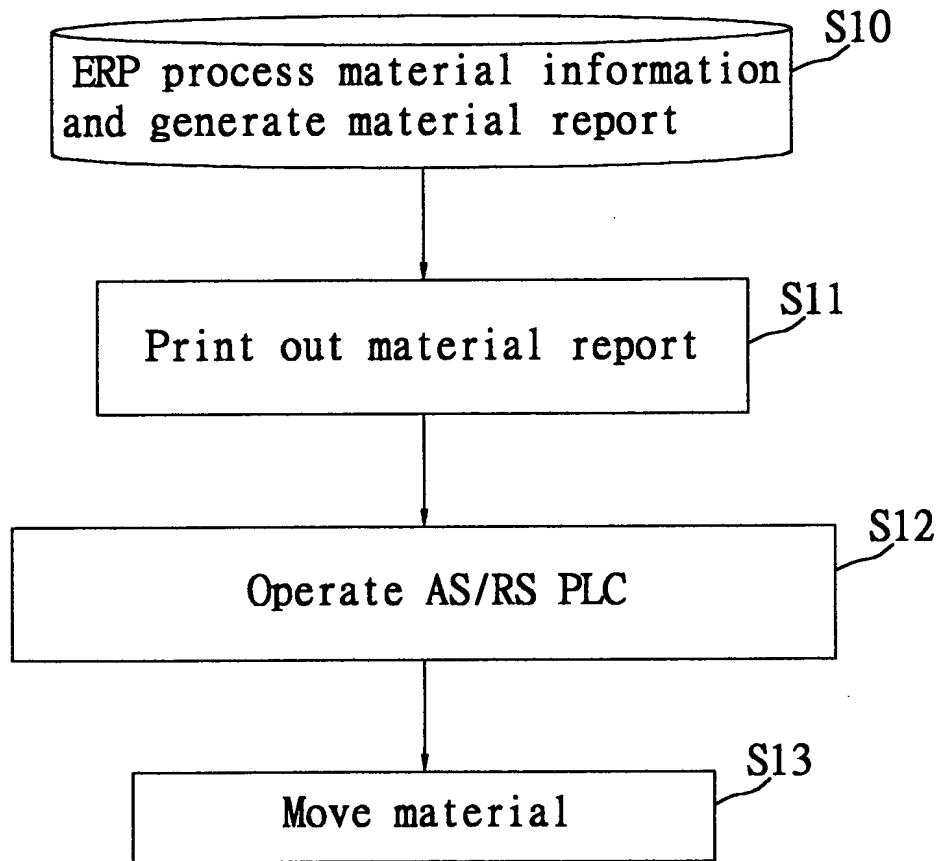 S10
ERP process material information
and generate material report
S11
Print out material report
S12
Operate AS/RS PLC
S13
Move material